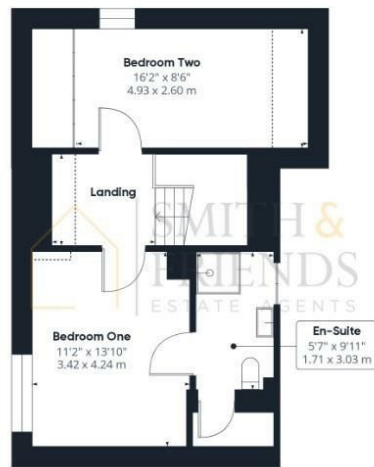 Bedroom Two
16'2" x 8'6"
4.93 x 2.60 m
Landing
SMITH &
FRIENDS
ESTATE AGENTS
Bedroom One
11'2" x 13'10"
3.42 x 4.24 m
En-Suite
5'7" x 9'11"
1.71 x 3.03 m